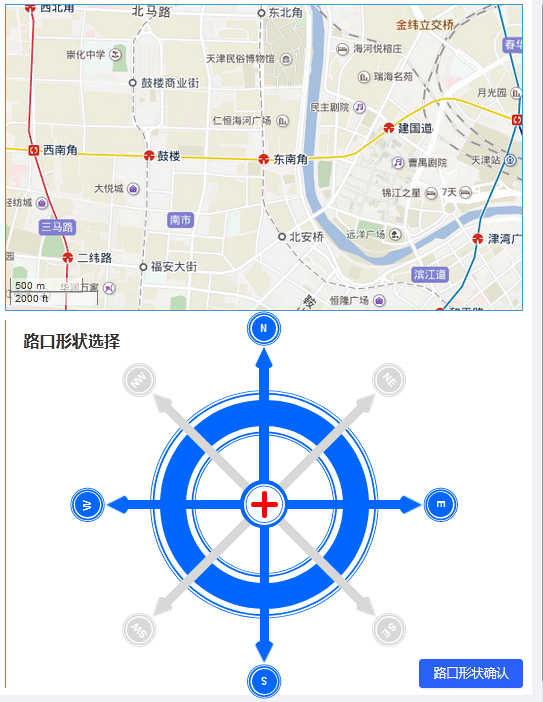 西北角
北马路
东北角
金纬立交桥
崇化中学
天津民俗博物馆
海河悦榕庄
鼓楼商业街
瑞海名苑
月光园
民主剧院
仁恒海河广场
建国道
西南角
鼓楼
东南角
曹禺剧院
天津站
大悦城
锦江之星
7天
轻纺城
南市
三马路
北安桥
远洋广场
津湾广
二纬路
福安大街
滨江道
500 m
2000 ft
恒隆广场
路口形状选择
N
NW
NE
W
E
SW
SE
S
路口形状确认